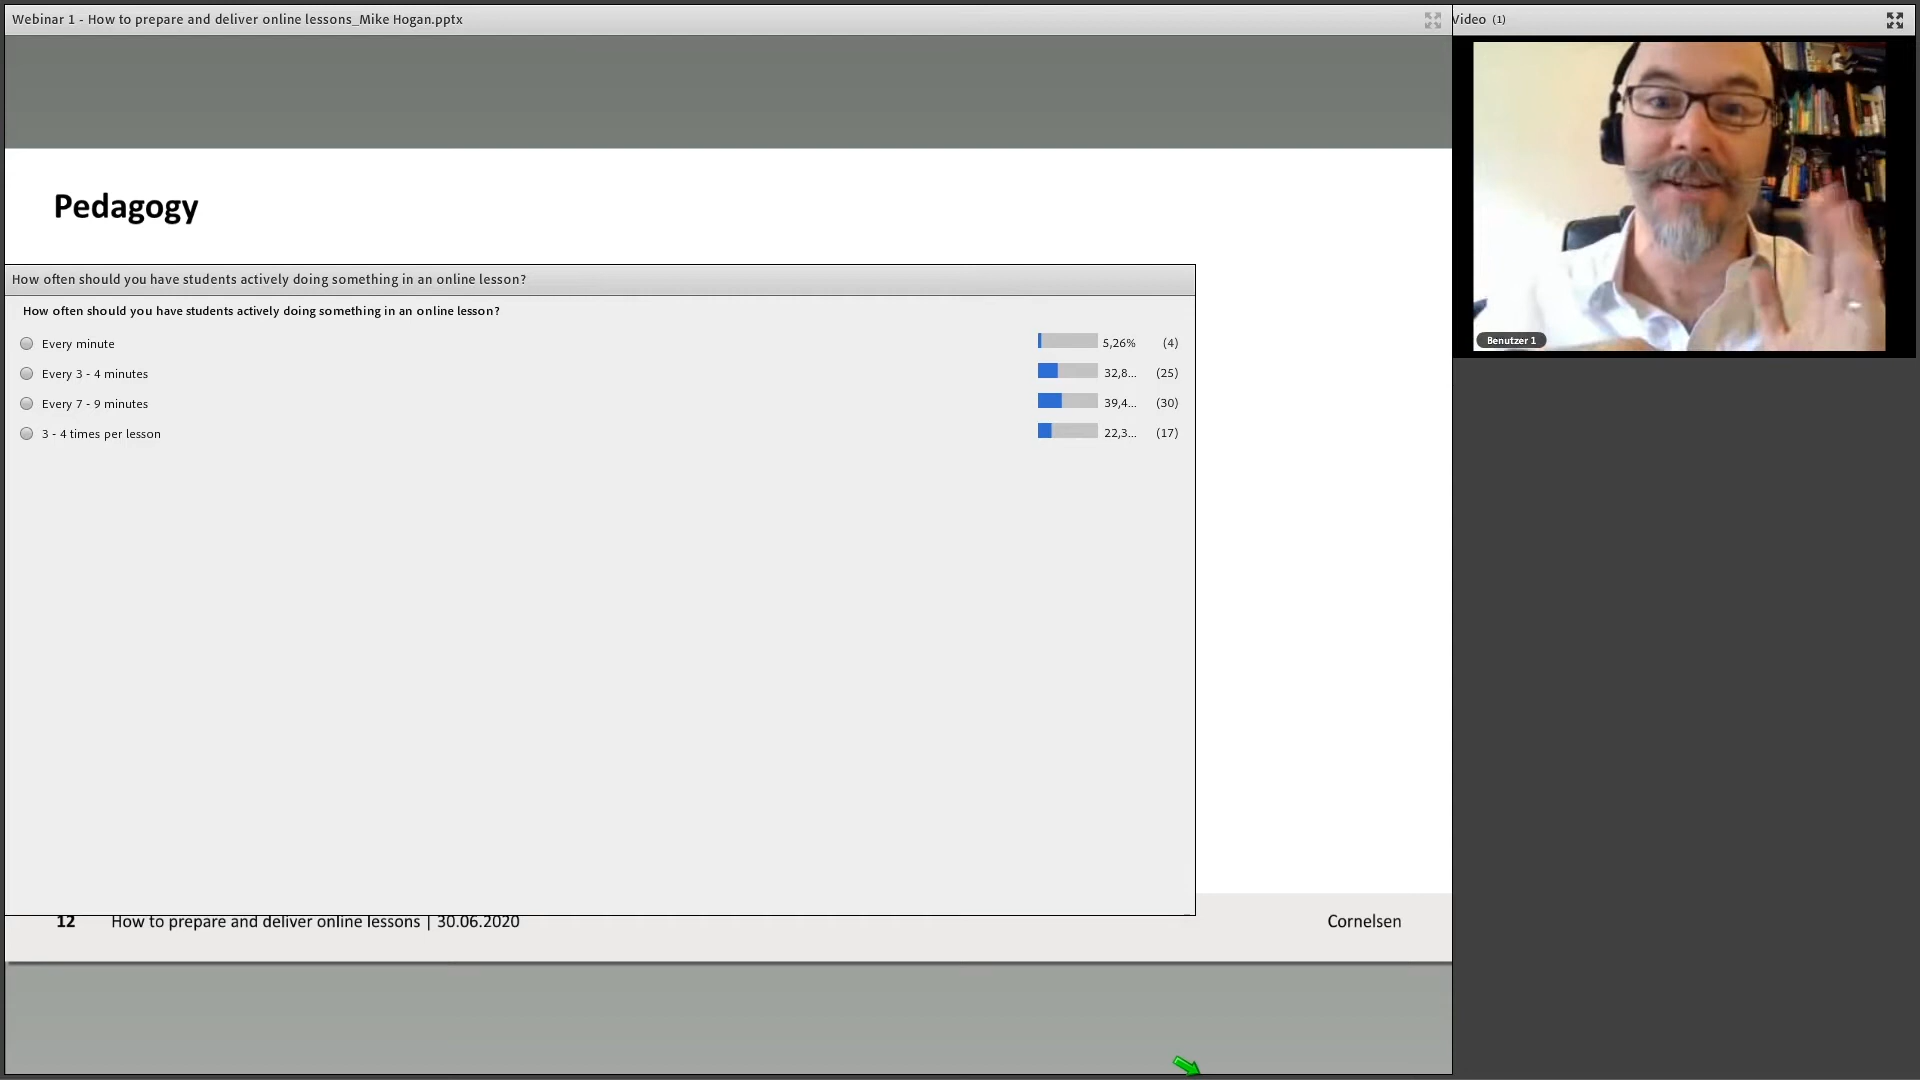 Webinar 1 - How to prepare and deliver online lessons_Mike Hogan.pptx
Video (1)
Pedagogy
How often should you have students actively doing something in an online lesson?
How often should you have students actively doing something in an online lesson?
Every minute 5,26% (4)
Every 3 - 4 minutes 32,8... (25)
Every 7 - 9 minutes 39,4... (30)
3 - 4 times per lesson 22,3... (17)
Benutzer 1
12 How to prepare and deliver online lessons | 30.06.2020 Cornelsen